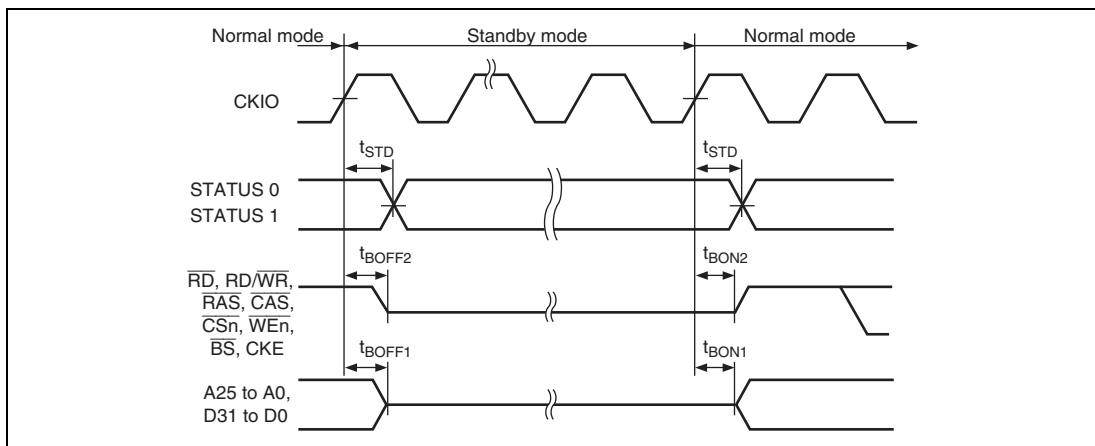 Normal mode Standby mode Normal mode
CKIO
tSTD tSTD
STATUS 0
STATUS 1
tBOFF2 tBON2
RD, RD/WR,
RAS, CAS,
CSn, WEn,
BS, CKE
tBOFF1 tBON1
A25 to A0,
D31 to D0